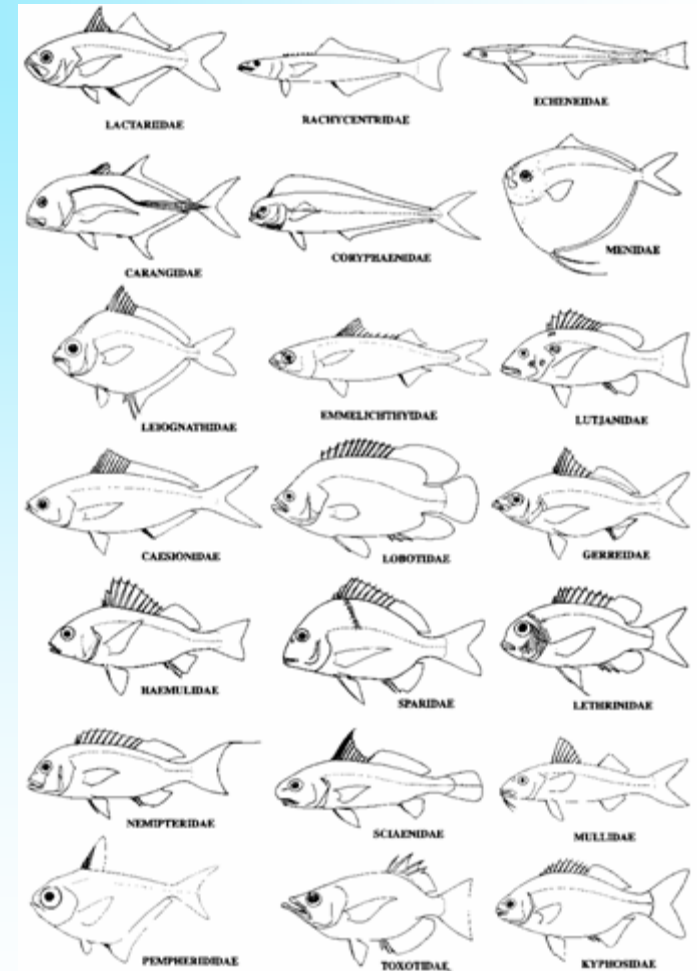 LACTARIIDAE
RACHYCENTRIDAE
ECHENEIDAE
CARANGIDAE
CORYPHAENIDAE
MENIDAE
LEIOGNATHIDAE
EMMELICHTHYIDAE
LUTJANIDAE
CAESIONIDAE
LOBOTIDAE
GERREIDAE
HAEMULIDAE
SPARIDAE
LETHRINIDAE
NEMIPTERIDAE
SCIAENIDAE
MULLIDAE
PEMPHERIDIDAE
TOXOTIDAE
KYPHOSIDAE